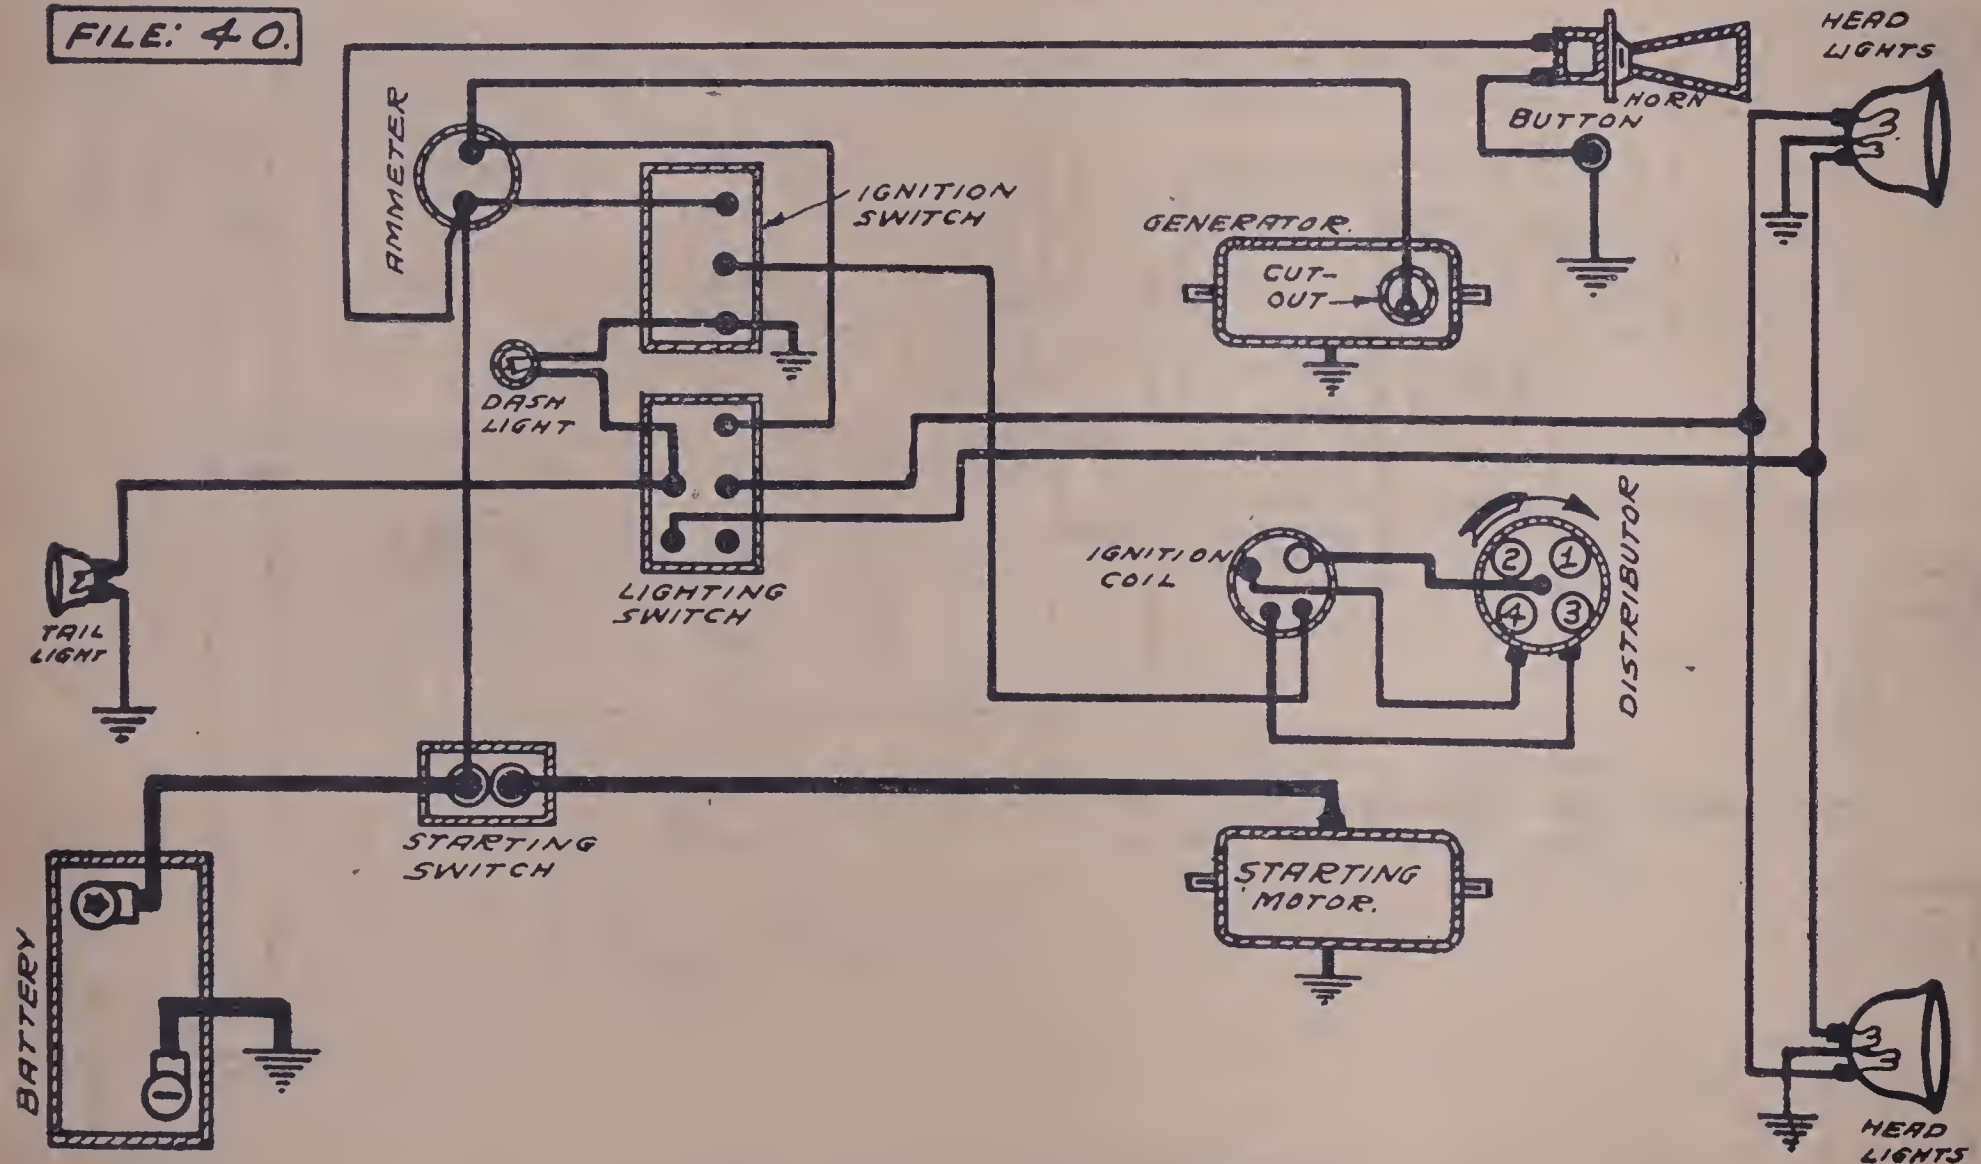 FILE: 40.
HEAD
LIGHTS
HORN
BUTTON
AMMETER
IGNITION
SWITCH
GENERATOR.
CUT-
OUT
DASH
LIGHT
LIGHTING
SWITCH
TAIL
LIGHT
IGNITION
COIL
2 1
4 3
DISTRIBUTOR
STARTING
SWITCH
STARTING
MOTOR.
BATTERY
HEAD
LIGHTS